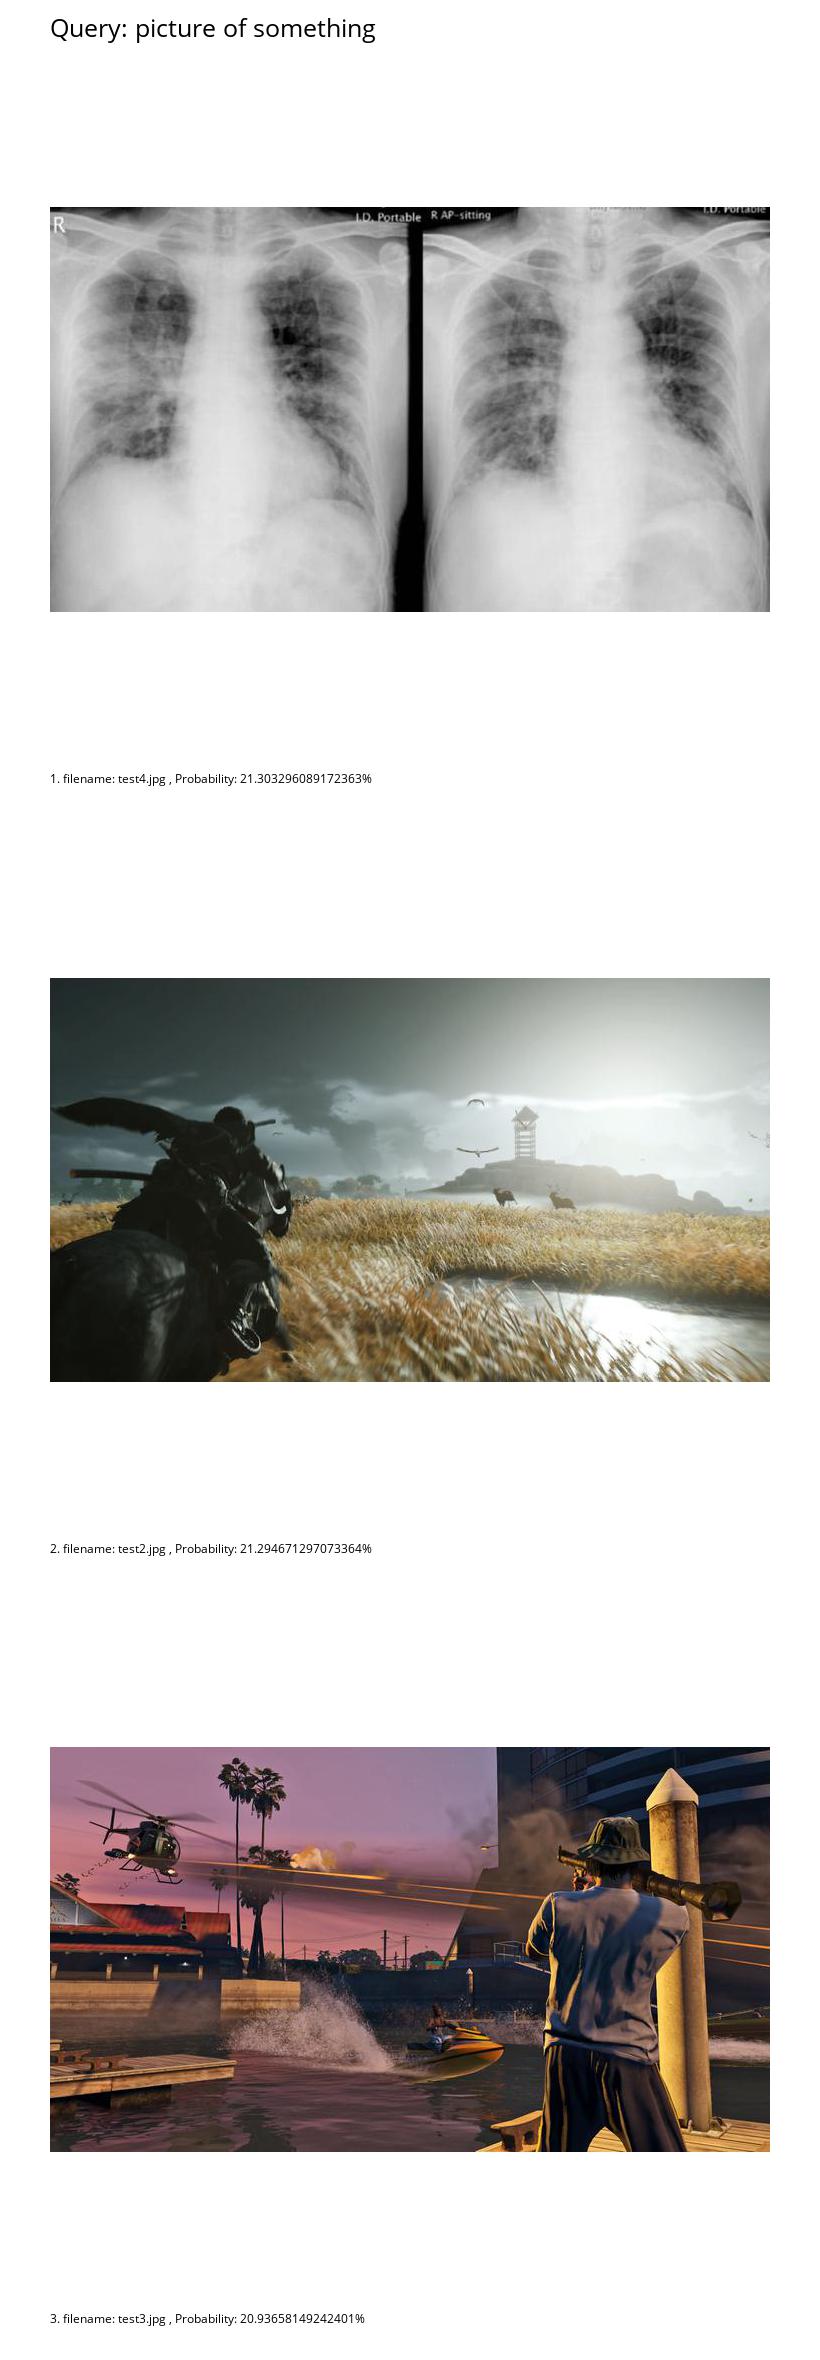 Query: picture of something
R
I.D. Portable
R AP-sitting
I.D. Portable
1. filename: test4.jpg , Probability: 21.303296089172363%
2. filename: test2.jpg , Probability: 21.294671297073364%
3. filename: test3.jpg , Probability: 20.93658149242401%